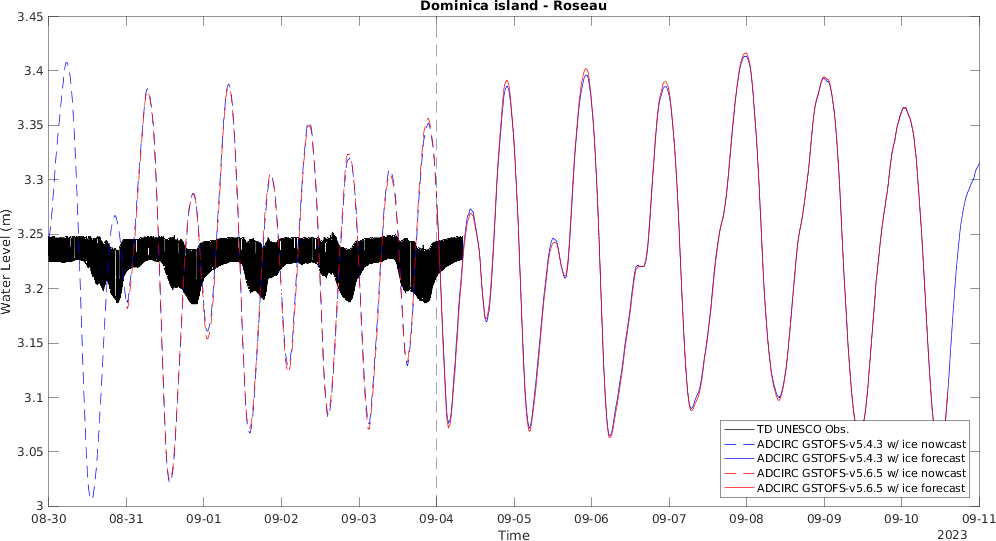 Dominica island - Roseau
3.45
3.4
3.35
3.3
3.25
3.2
3.15
3.1
3.05
3
Water Level (m)
08-30 08-31 09-01 09-02 09-03 09-04 09-05 09-06 09-07 09-08 09-09 09-10 09-11
Time
2023
TD UNESCO Obs.
ADCIRC GSTOFS-v5.4.3 w/ ice nowcast
ADCIRC GSTOFS-v5.4.3 w/ ice forecast
ADCIRC GSTOFS-v5.6.5 w/ ice nowcast
ADCIRC GSTOFS-v5.6.5 w/ ice forecast